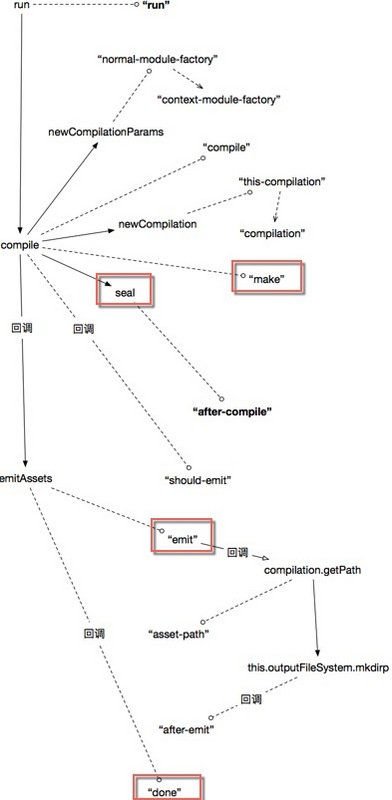 run
“run”
“normal-module-factory”
“context-module-factory”
newCompilationParams
“compile”
“this-compilation”
newCompilation
“compilation”
compile
“make”
seal
回调
回调
“after-compile”
“should-emit”
emitAssets
“emit”
回调
compilation.getPath
“asset-path”
回调
this.outputFileSystem.mkdirp
回调
“after-emit”
“done”